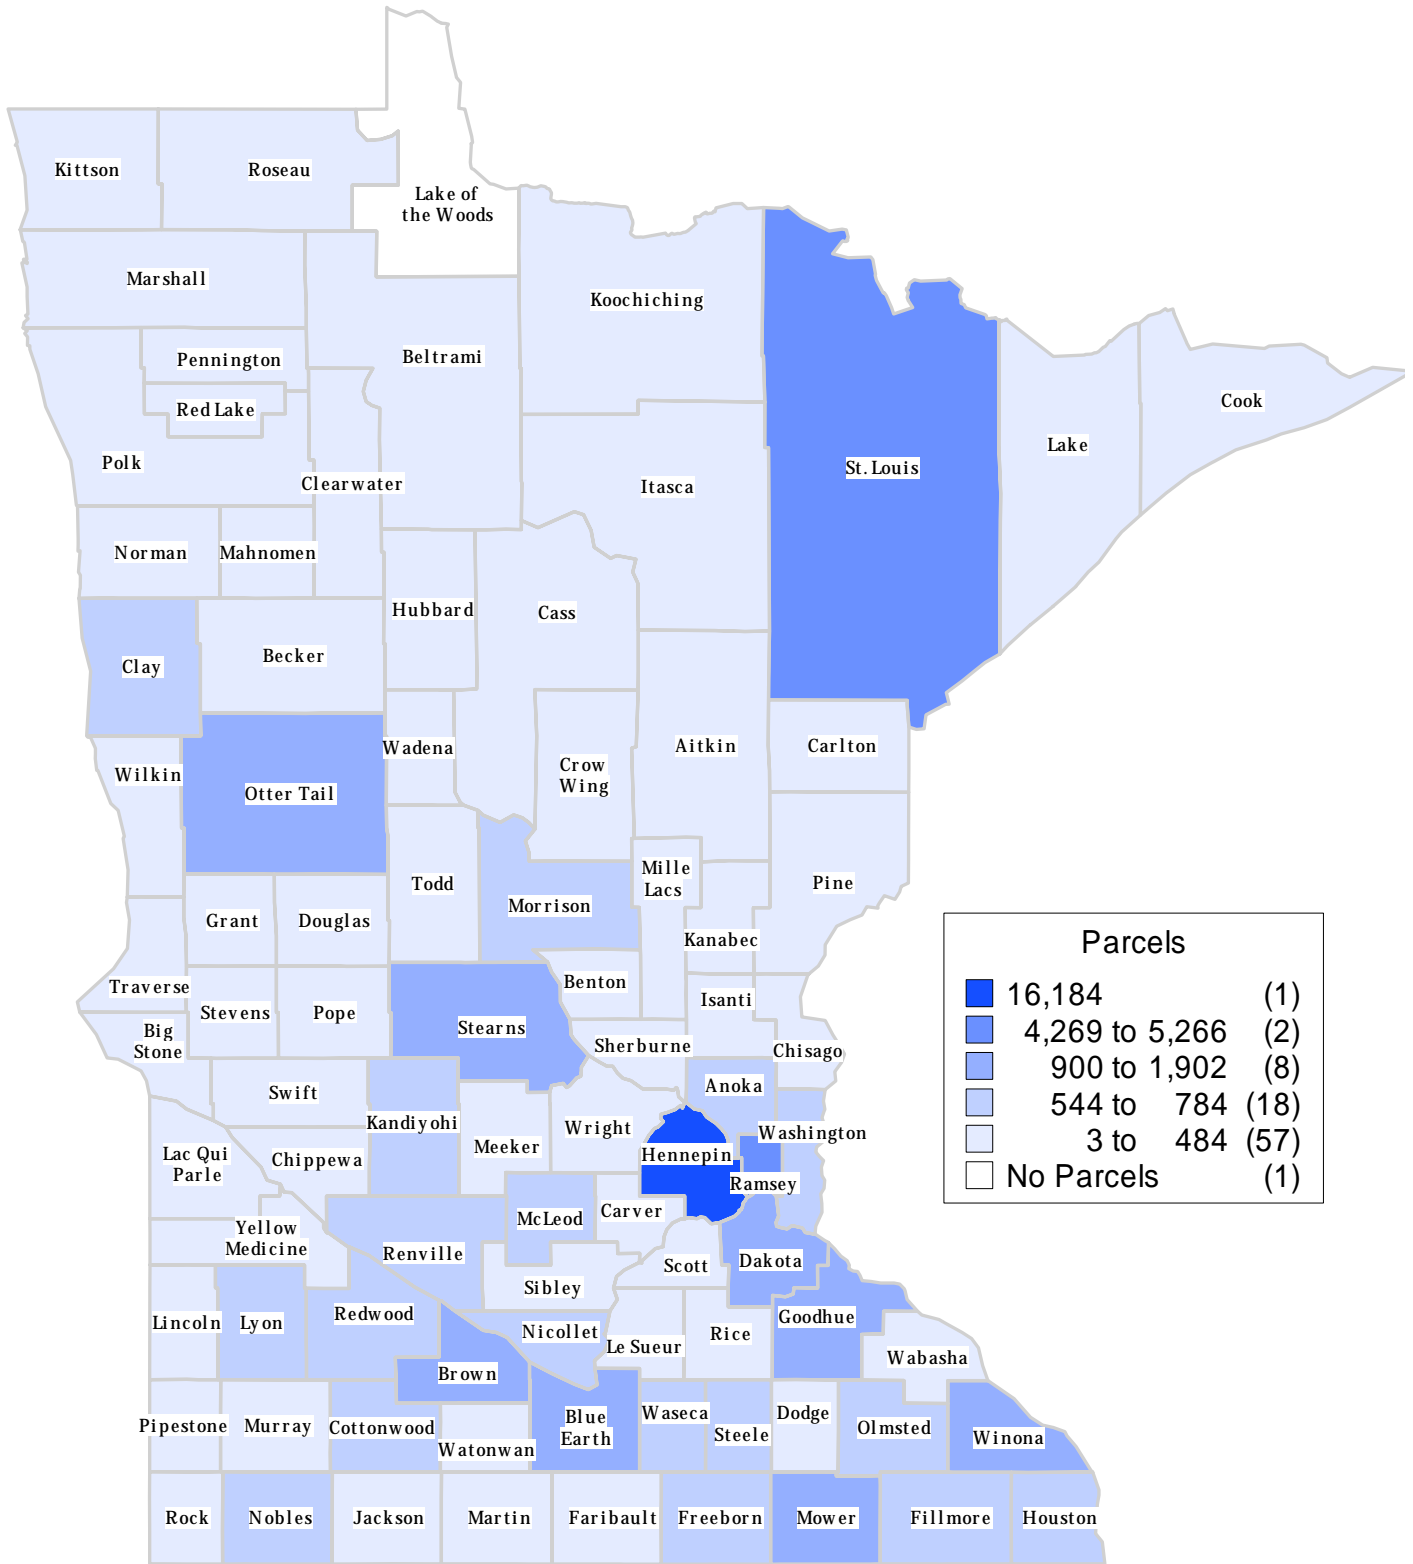 Kittson
Roseau
Lake of
the Woods
Marshall
Koochiching
Beltrami
Pennington
Red Lake
Cook
Lake
Polk
St. Louis
Clearwater
Itasca
Norman
Mahnomen
Hubbard
Cass
Becker
Clay
Aitkin
Carlton
Wadena
Crow
Wing
Wilkin
Otter Tail
Mille
Lacs
Todd
Pine
Morrison
Grant
Douglas
Kanabec
Benton
Traverse
Isanti
Stevens
Pope
Stearns
Big
Stone
Sherburne
Chisago
Anoka
Swift
Kandiyohi
Wright
Washington
Meeker
Lac Qui
Parle
Chippewa
Hennepin
Ramsey
McLeod
Carver
Yellow
Medicine
Renville
Dakota
Scott
Sibley
Lincoln
Lyon
Redwood
Goodhue
Nicollet
Rice
Le Sueur
Wabasha
Brown
Pipestone
Murray
Cottonwood
Blue
Earth
Waseca
Dodge
Steele
Olmsted
Winona
Watonwan
Rock
Nobles
Jackson
Martin
Faribault
Freeborn
Mower
Fillmore
Houston
Parcels
16,184 (1)
4,269 to 5,266 (2)
900 to 1,902 (8)
544 to 784 (18)
3 to 484 (57)
No Parcels (1)